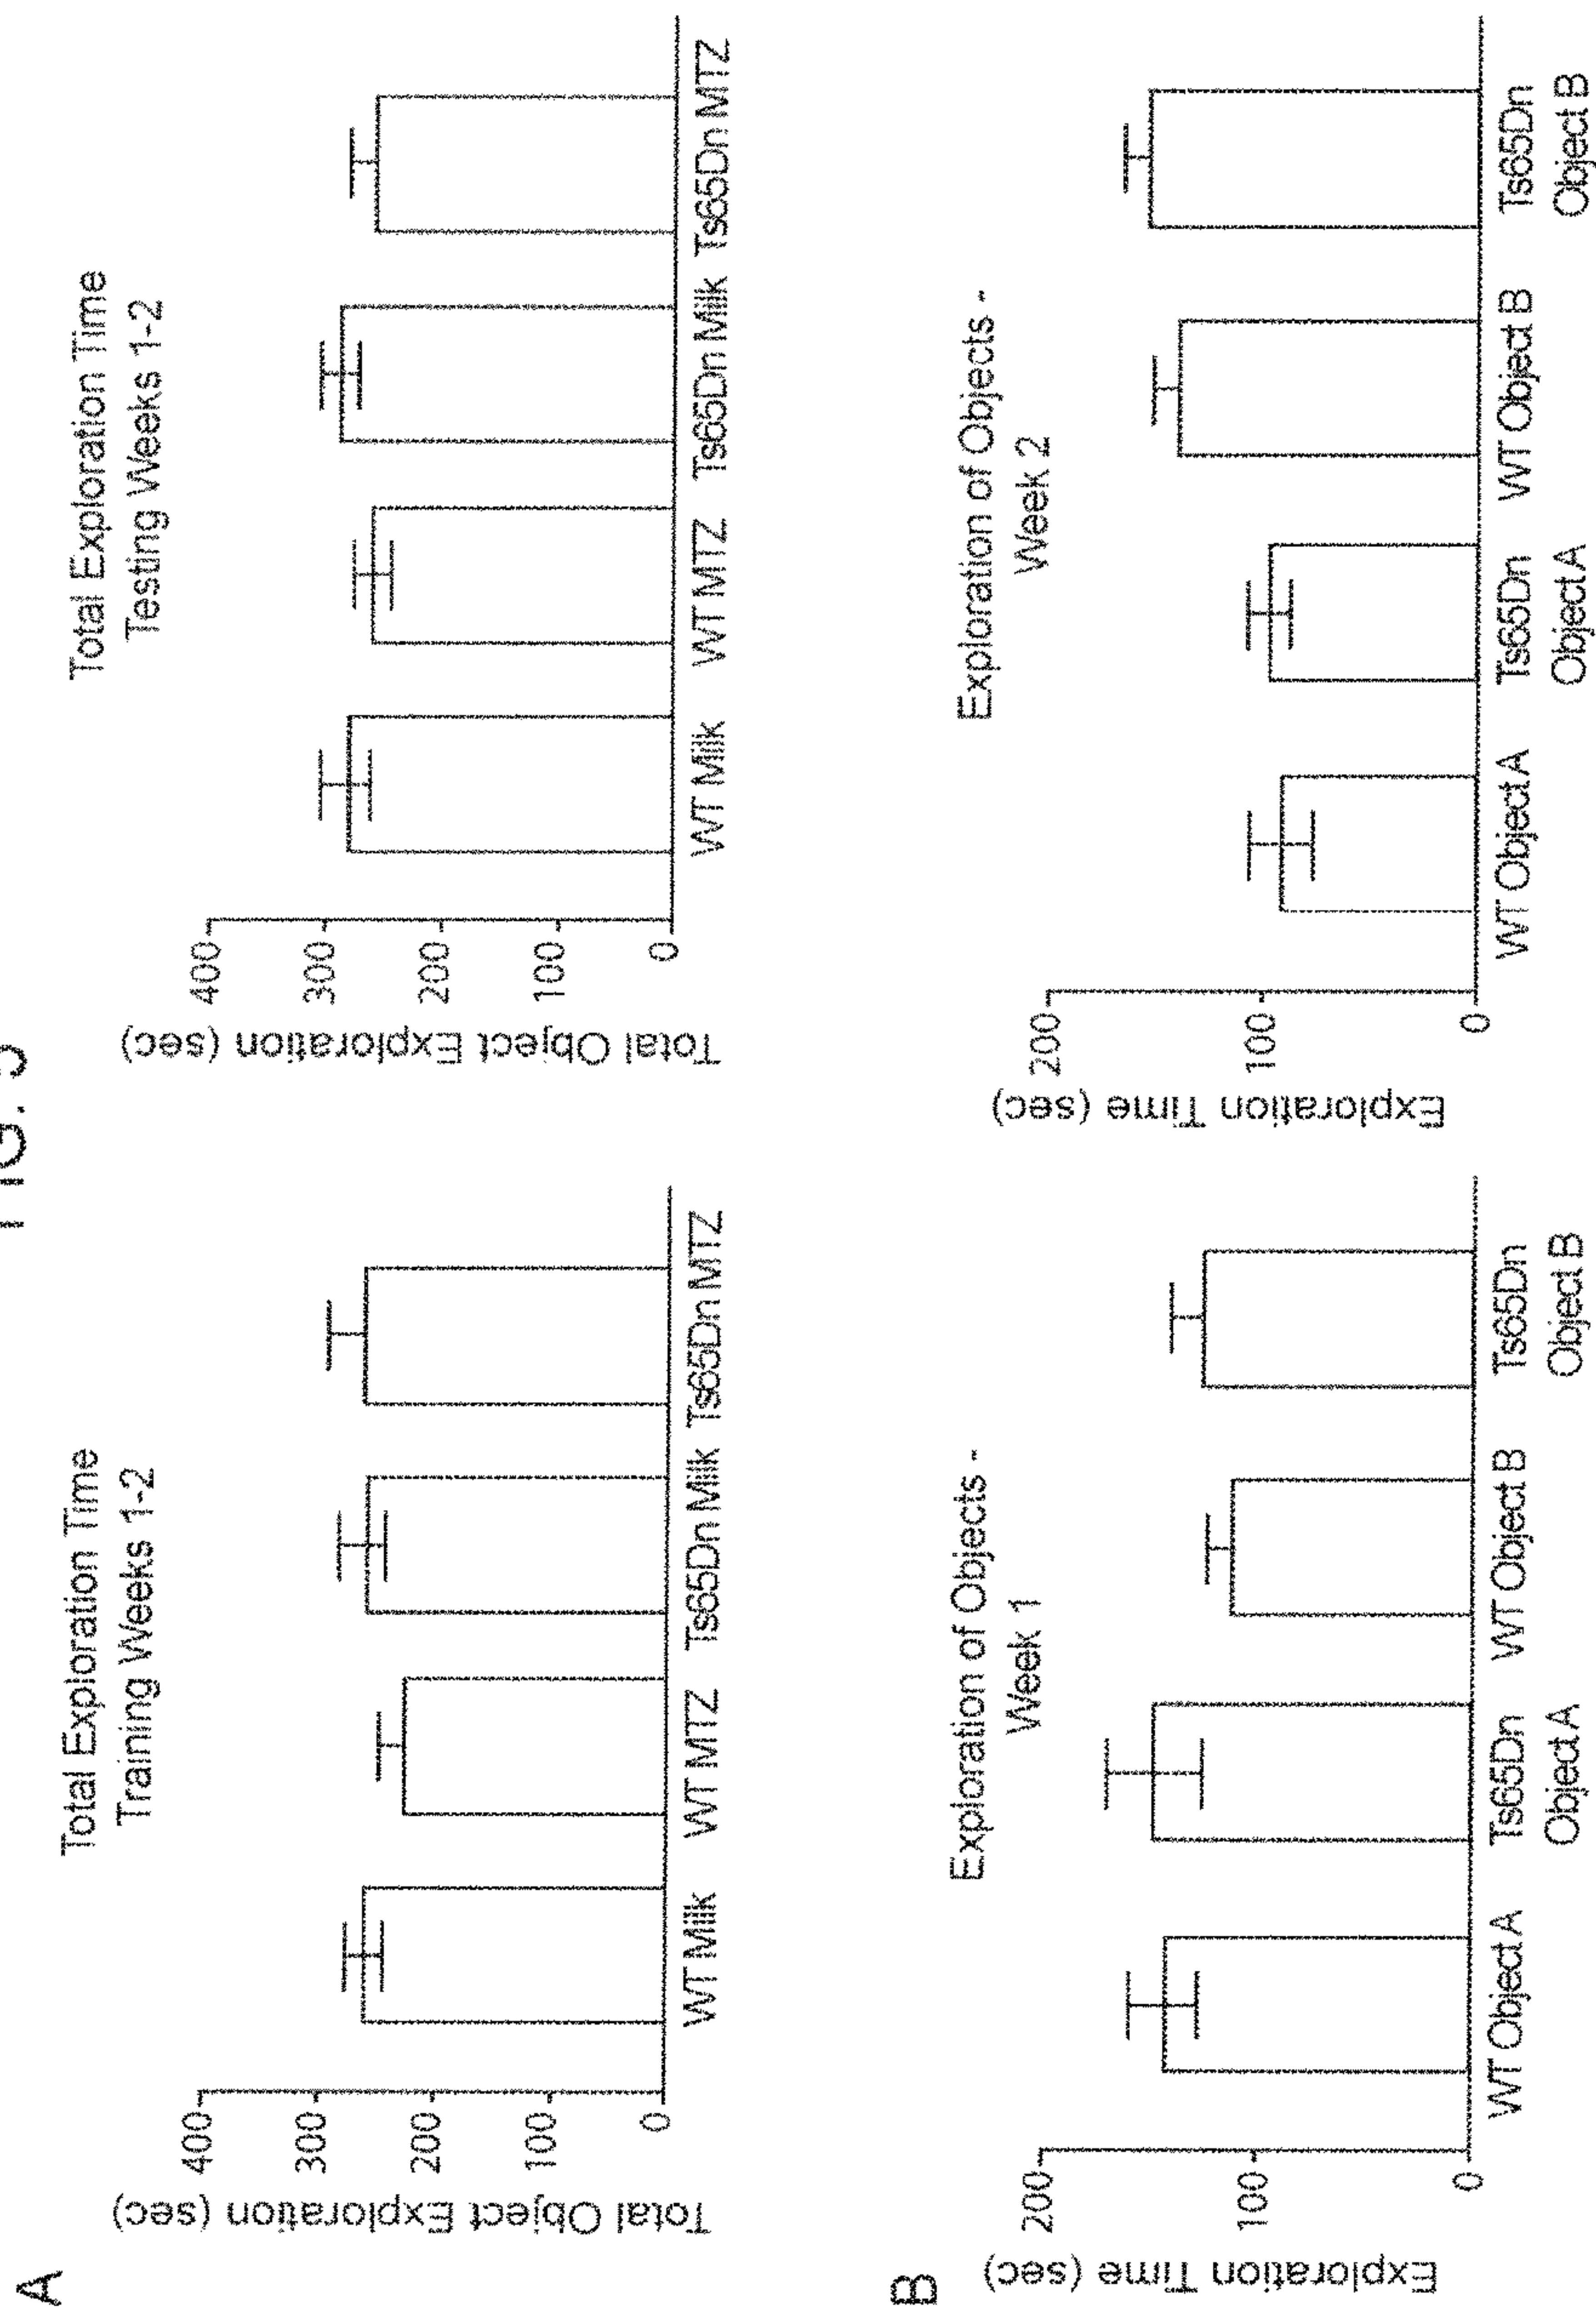 FIG. 5
A
Total Exploration Time
Training Weeks 1-2
Total Object Exploration (sec)
400
300
200
100
0
WT Milk
WT MTZ
Ts65Dn Milk
Ts65Dn MTZ
Total Exploration Time
Testing Weeks 1-2
Total Object Exploration (sec)
400
300
200
100
0
WT Milk
WT MTZ
Ts65Dn Milk
Ts65Dn MTZ
B
Exploration of Objects -
Week 1
Exploration Time (sec)
200
100
0
WT Object A
Ts65Dn
Object A
WT Object B
Ts65Dn
Object B
Exploration of Objects -
Week 2
Exploration Time (sec)
200
100
0
WT Object A
Ts65Dn
Object A
WT Object B
Ts65Dn
Object B